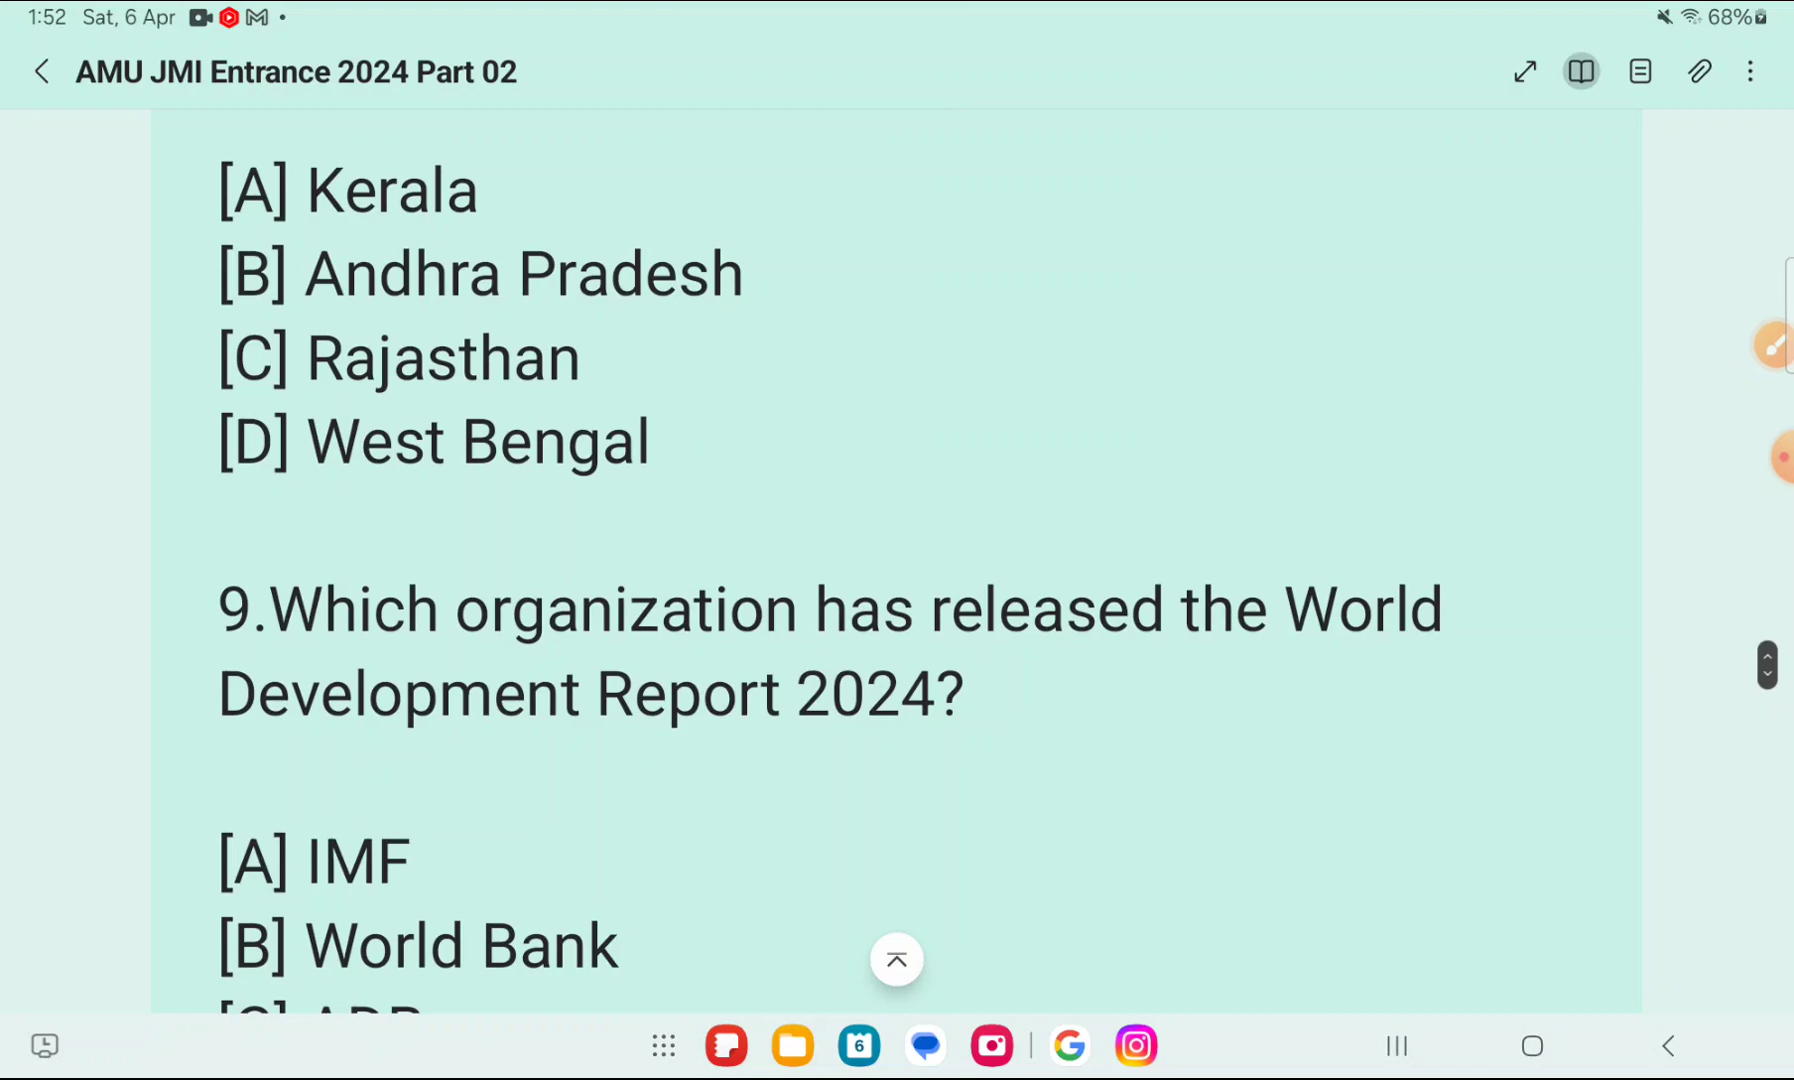 1:52 Sat, 6 Apr
68%
AMU JMI Entrance 2024 Part 02
[A] Kerala
[B] Andhra Pradesh
[C] Rajasthan
[D] West Bengal
9.Which organization has released the World
Development Report 2024?
[A] IMF
[B] World Bank
6